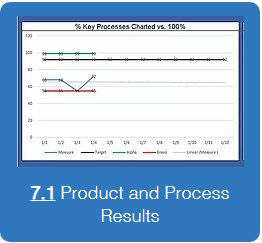 % Key Processes Charted vs. 100%
120
100
80
60
40
20
0
1/1 1/2 1/3 1/4 1/5 1/6 1/7 1/8 1/9 1/10 1/11 1/12
Measure Target Alpha Bravo Linear (Measure)
7.1 Product and Process
Results